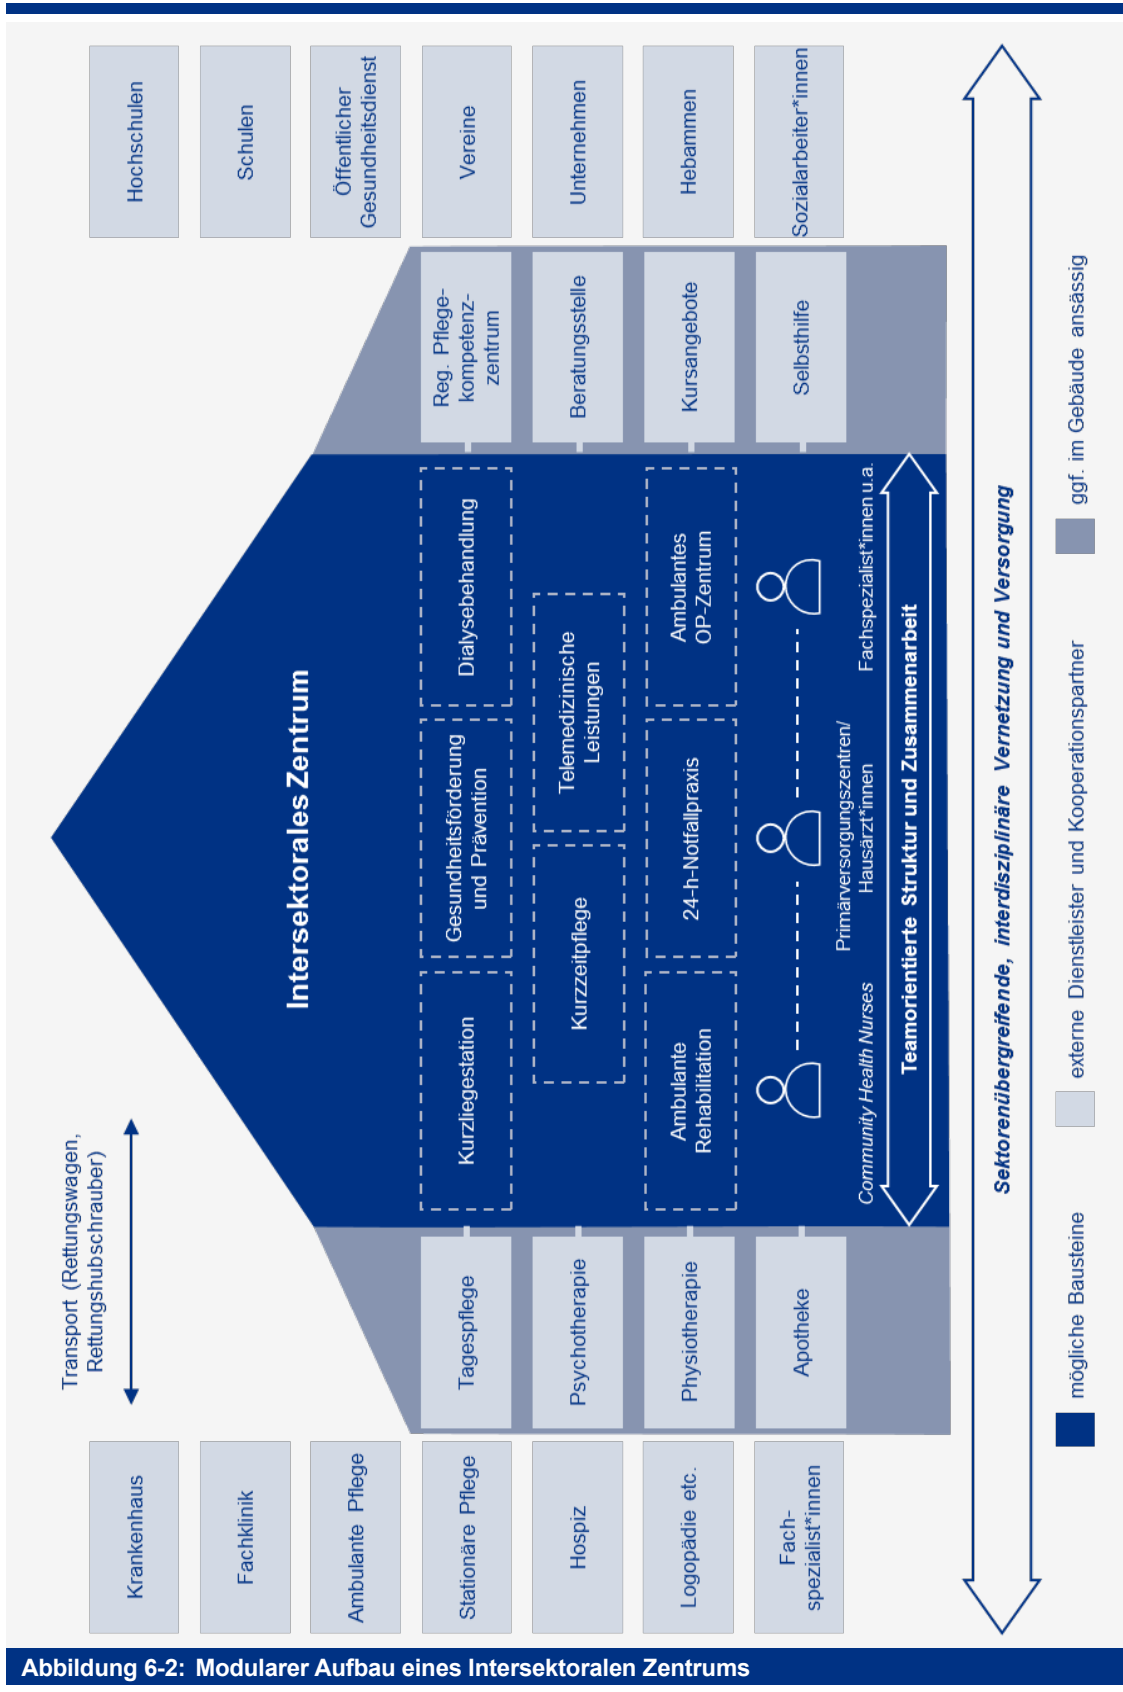 Transport (Rettungswagen,
Rettungshubschrauber)
Krankenhaus
Fachklinik
Ambulante Pflege
Stationäre Pflege
Hospiz
Logopädie etc.
Fach-
spezialist*innen
Tagespflege
Psychotherapie
Physiotherapie
Apotheke
Intersektorales Zentrum
Kurzliegestation
Gesundheitsförderung
und Prävention
Dialysebehandlung
Kurzzeitpflege
Telemedizinische
Leistungen
Ambulante
Rehabilitation
24-h-Notfallpraxis
Ambulantes
OP-Zentrum
Community Health Nurses
Primärversorgungszentren/
Hausärzt*innen
Fachspezialist*innen u.a.
Teamorientierte Struktur und Zusammenarbeit
Reg. Pflege-
kompetenz-
zentrum
Beratungsstelle
Kursangebote
Selbsthilfe
Hochschulen
Schulen
Öffentlicher
Gesundheitsdienst
Vereine
Unternehmen
Hebammen
Sozialarbeiter*innen
Sektorenübergreifende, interdisziplinäre Vernetzung und Versorgung
mögliche Bausteine
externe Dienstleister und Kooperationspartner
ggf. im Gebäude ansässig
Abbildung 6-2: Modularer Aufbau eines Intersektoralen Zentrums